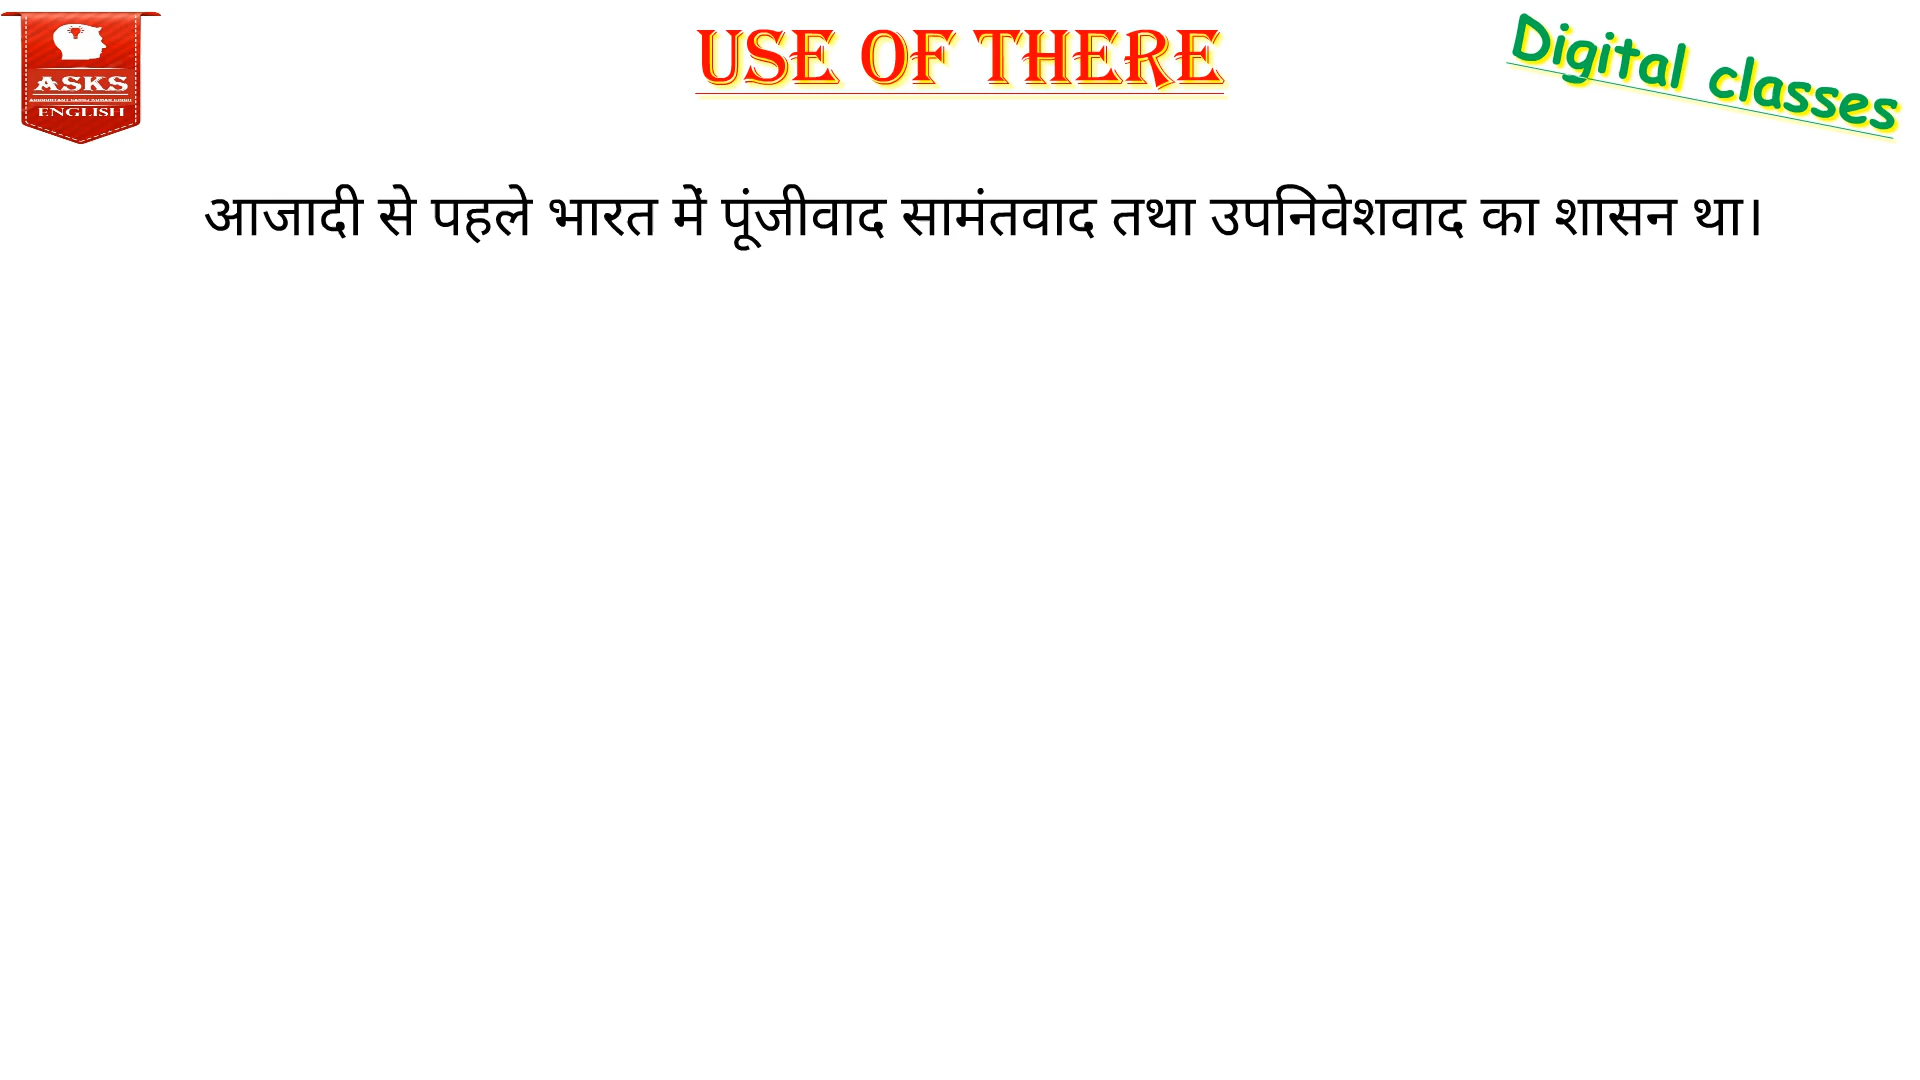 ASKS
ENGLISH
USE OF THERE
Digital classes
आजादी से पहले भारत में पूंजीवाद सामंतवाद तथा उपनिवेशवाद का शासन था।